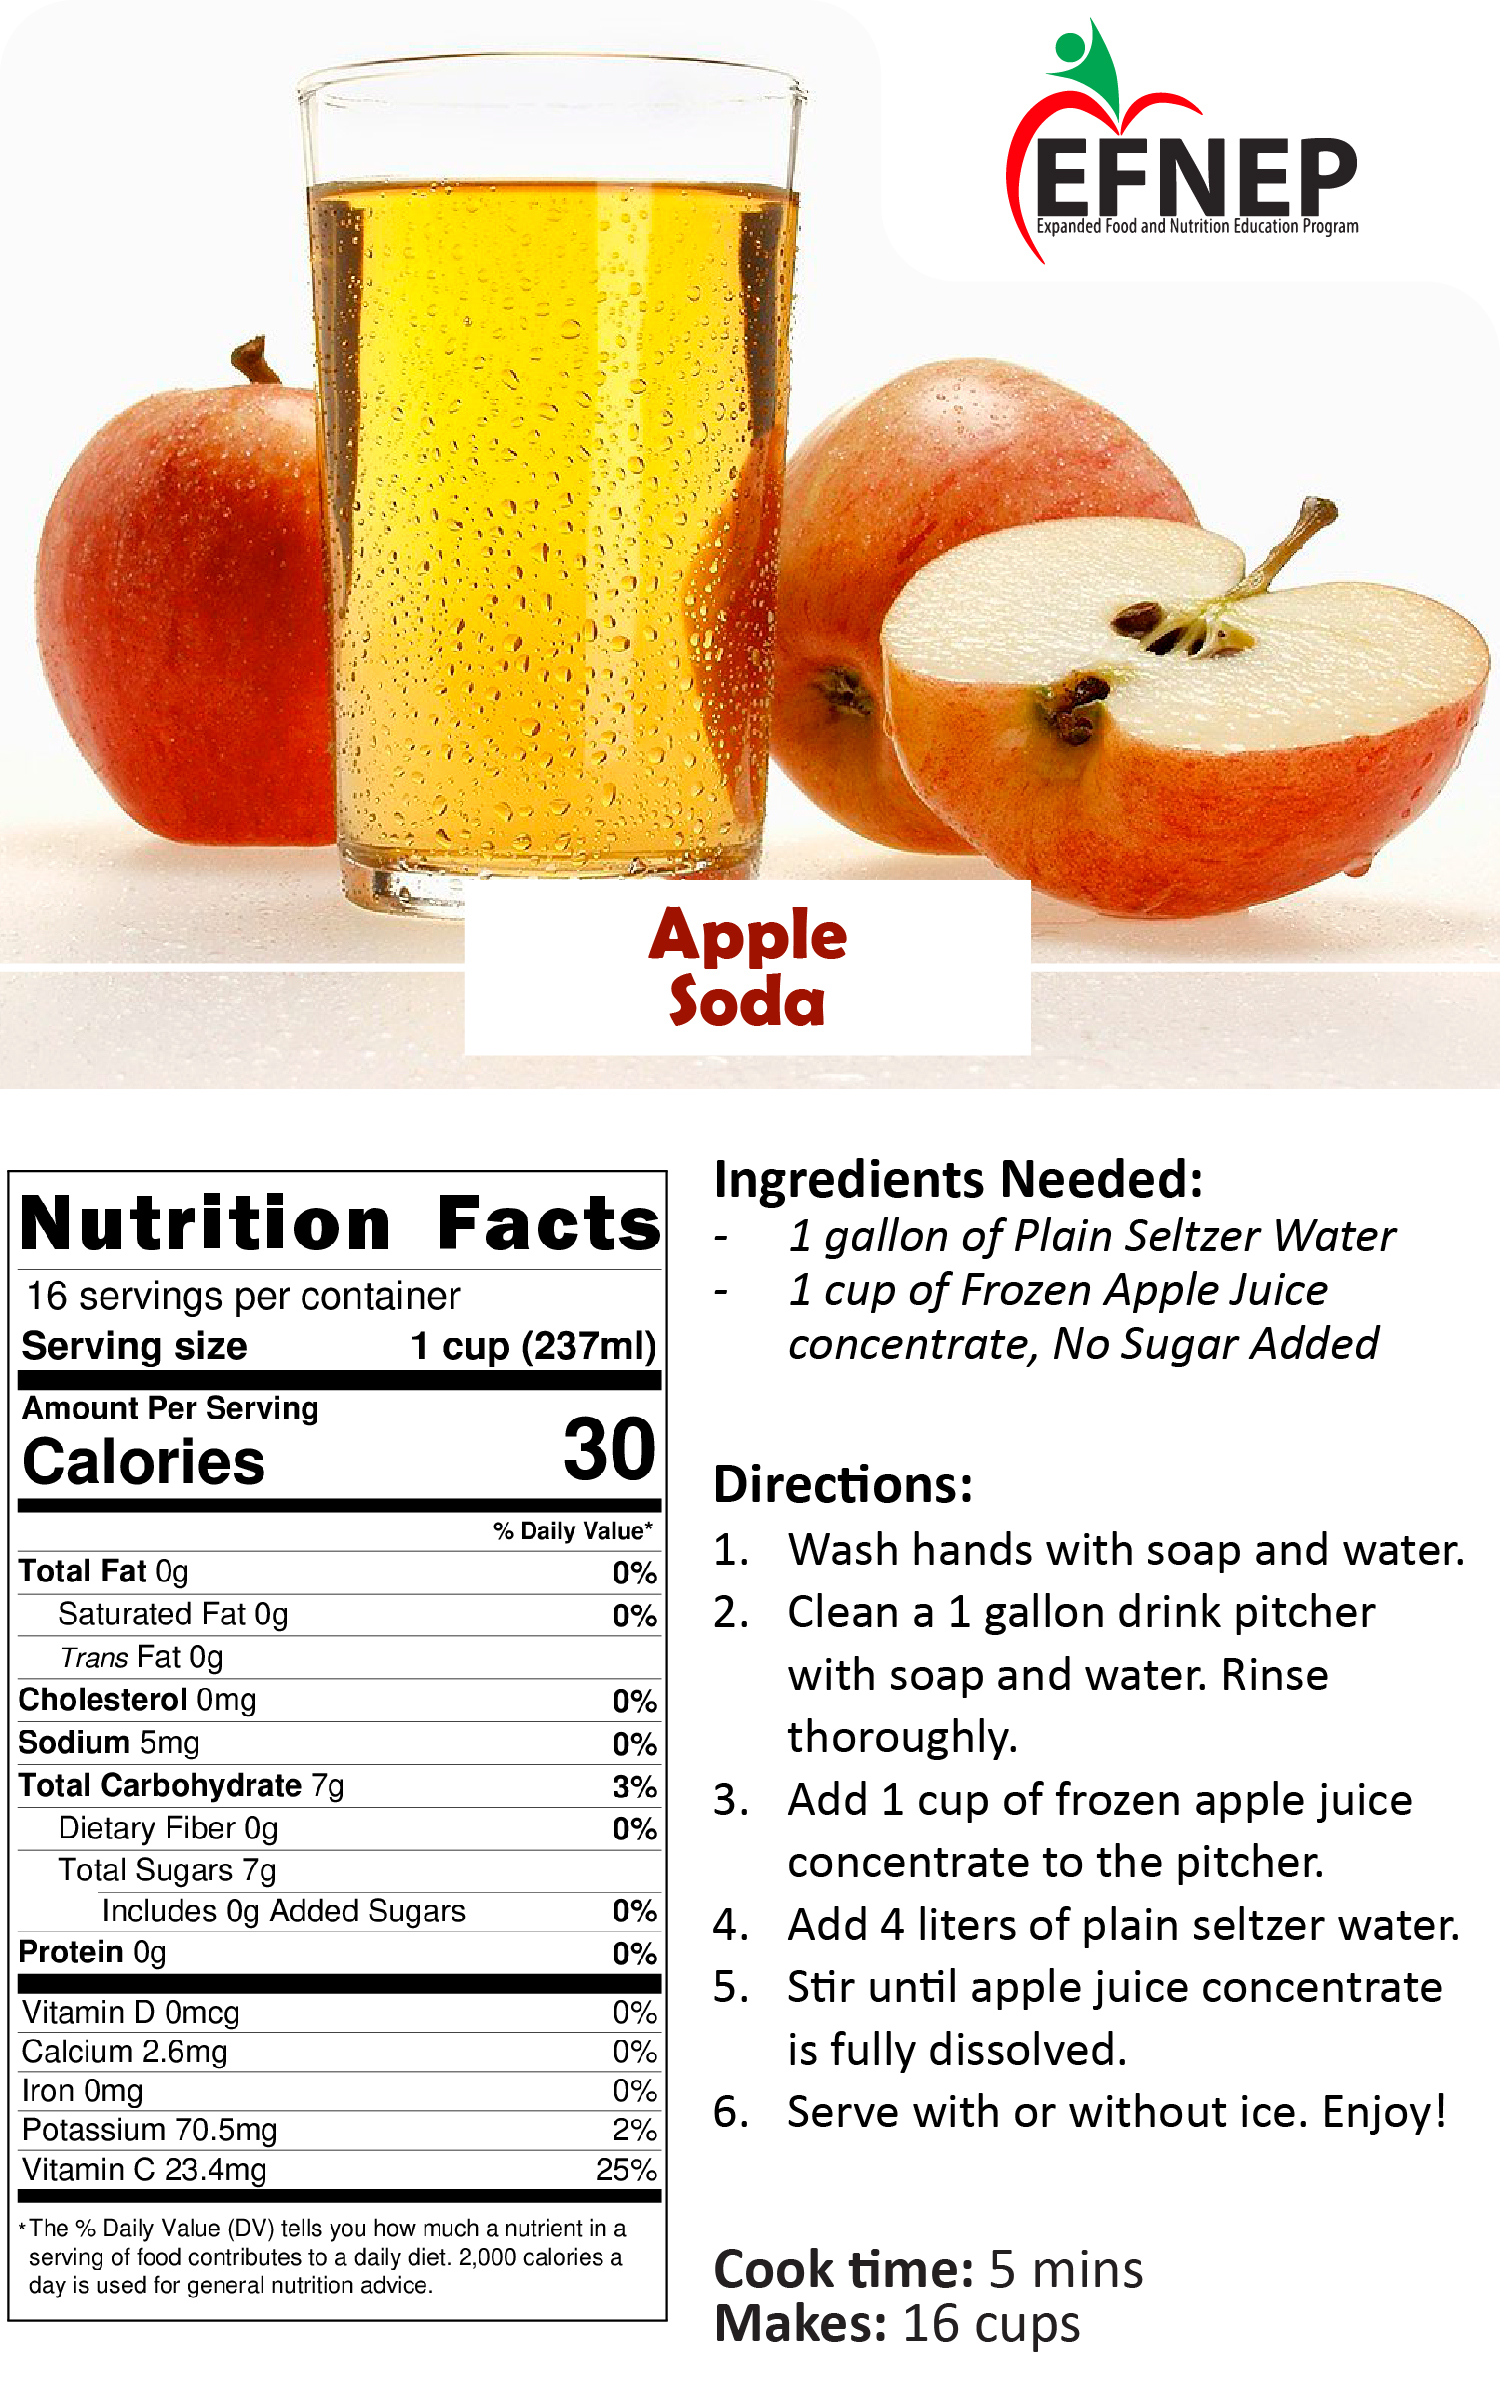 EFNEP
Expanded Food and Nutrition Education Program
Apple
Soda
Nutrition Facts
16 servings per container
Serving size 1 cup (237ml)
Amount Per Serving
Calories 30
% Daily Value*
Total Fat 0g 0%
Saturated Fat 0g 0%
Trans Fat 0g
Cholesterol 0mg 0%
Sodium 5mg 0%
Total Carbohydrate 7g 3%
Dietary Fiber 0g 0%
Total Sugars 7g
Includes 0g Added Sugars 0%
Protein 0g 0%
Vitamin D 0mcg 0%
Calcium 2.6mg 0%
Iron 0mg 0%
Potassium 70.5mg 2%
Vitamin C 23.4mg 25%
*The % Daily Value (DV) tells you how much a nutrient in a
serving of food contributes to a daily diet. 2,000 calories a
day is used for general nutrition advice.
Ingredients Needed:
- 1 gallon of Plain Seltzer Water
- 1 cup of Frozen Apple Juice
concentrate, No Sugar Added
Directions:
1. Wash hands with soap and water.
2. Clean a 1 gallon drink pitcher
with soap and water. Rinse
thoroughly.
3. Add 1 cup of frozen apple juice
concentrate to the pitcher.
4. Add 4 liters of plain seltzer water.
5. Stir until apple juice concentrate
is fully dissolved.
6. Serve with or without ice. Enjoy!
Cook time: 5 mins
Makes: 16 cups